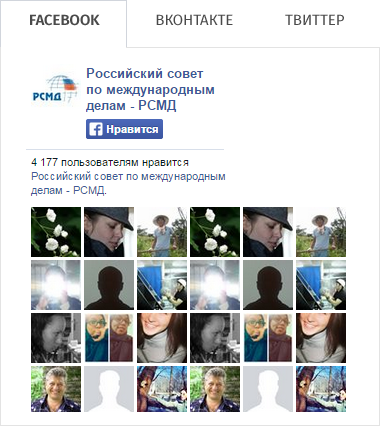 FACEBOOK ВКОНТАКТЕ ТВИТТЕР
РСМД
Российский совет
по международным
делам - РСМД
Нравится
4 177 пользователям нравится
Российский совет по международным
делам - РСМД.